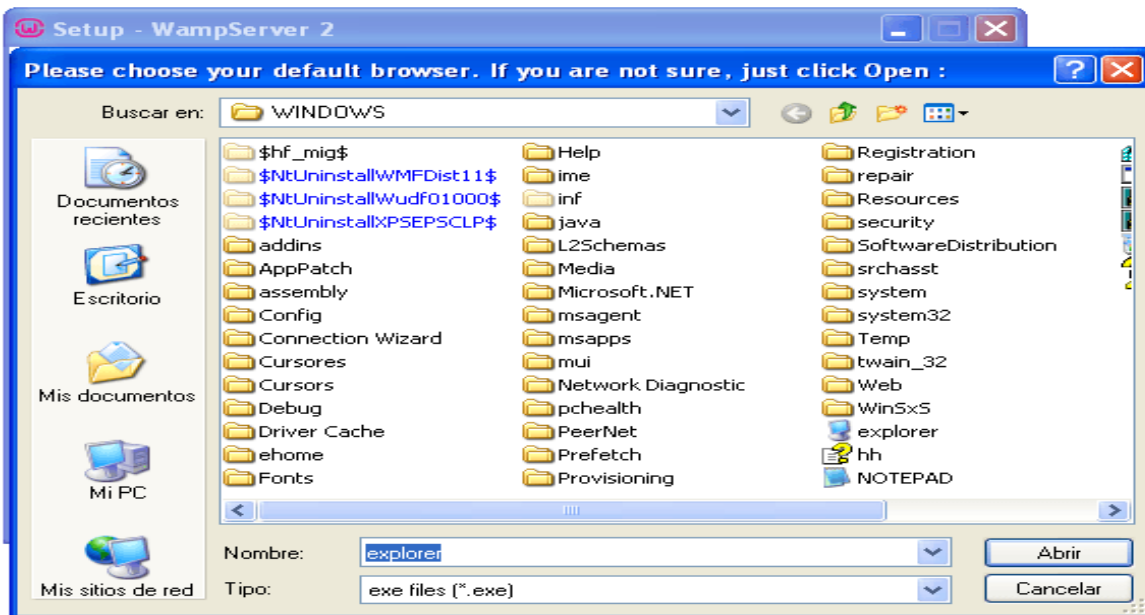 Setup - WampServer 2
Please choose your default browser. If you are not sure, just click Open :
Buscar en: WINDOWS
Documentos recientes
Escritorio
Mis documentos
Mi PC
Mis sitios de red
$hf_mig$
$NtUninstallWMFDist11$
$NtUninstallWudf01000$
$NtUninstallXPSEPSCLP$
addins
AppPatch
assembly
Config
Connection Wizard
Cursores
Cursors
Debug
Driver Cache
ehome
Fonts
Help
ime
inf
java
L2Schemas
Media
Microsoft.NET
msagent
msapps
mui
Network Diagnostic
pchealth
PeerNet
Prefetch
Provisioning
Registration
repair
Resources
security
SoftwareDistribution
srchasst
system
system32
Temp
twain_32
Web
WinSxS
explorer
hh
NOTEPAD
Nombre: explorer Abrir
Tipo: exe files (*.exe) Cancelar